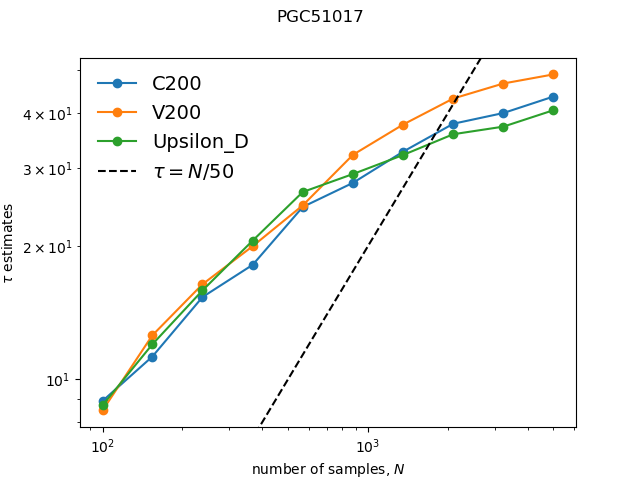 PGC51017
C200
V200
Upsilon_D
τ = N/50
4 × 10¹
3 × 10¹
2 × 10¹
10¹
τ estimates
10² 10³
number of samples, N